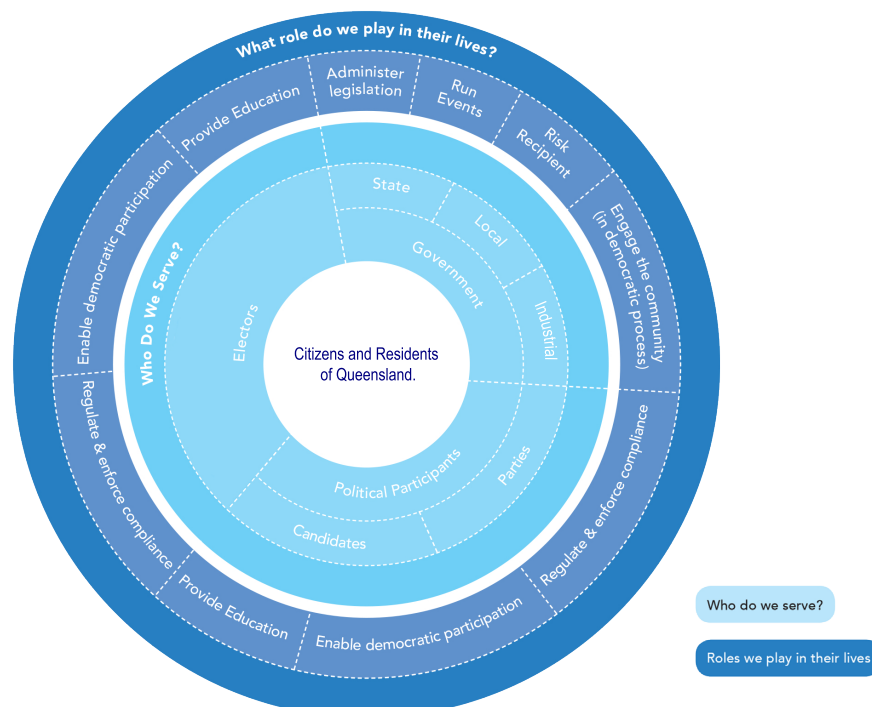 What role do we play in their lives?
Administer
legislation
Run
Events
Risk
Recipient
Engage the community
(in democratic process)
Regulate & enforce compliance
Enable democratic participation
Provide Education
Regulate & enforce compliance
Enable democratic participation
Provide Education
Who Do We Serve?
State
Local
Industrial
Government
Electors
Citizens and Residents
of Queensland.
Political Participants
Parties
Candidates
Who do we serve?
Roles we play in their lives